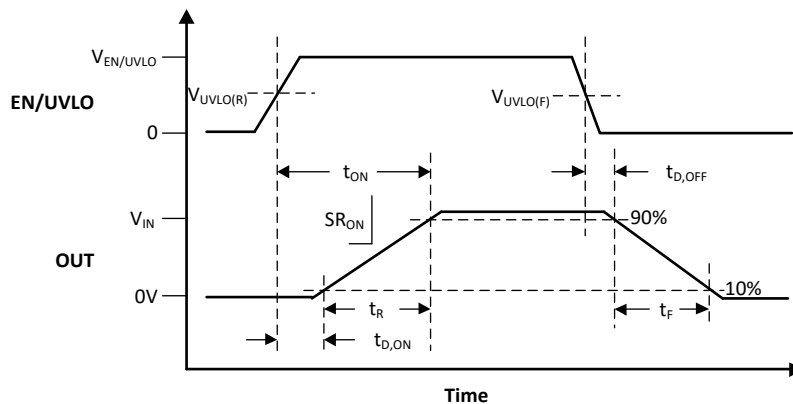 V_EN/UVLO
EN/UVLO
V_UVLO(R)
V_UVLO(F)
0
t_ON
t_D,OFF
SR_ON
V_IN
90%
OUT
0V
10%
t_R
t_F
t_D,ON
Time